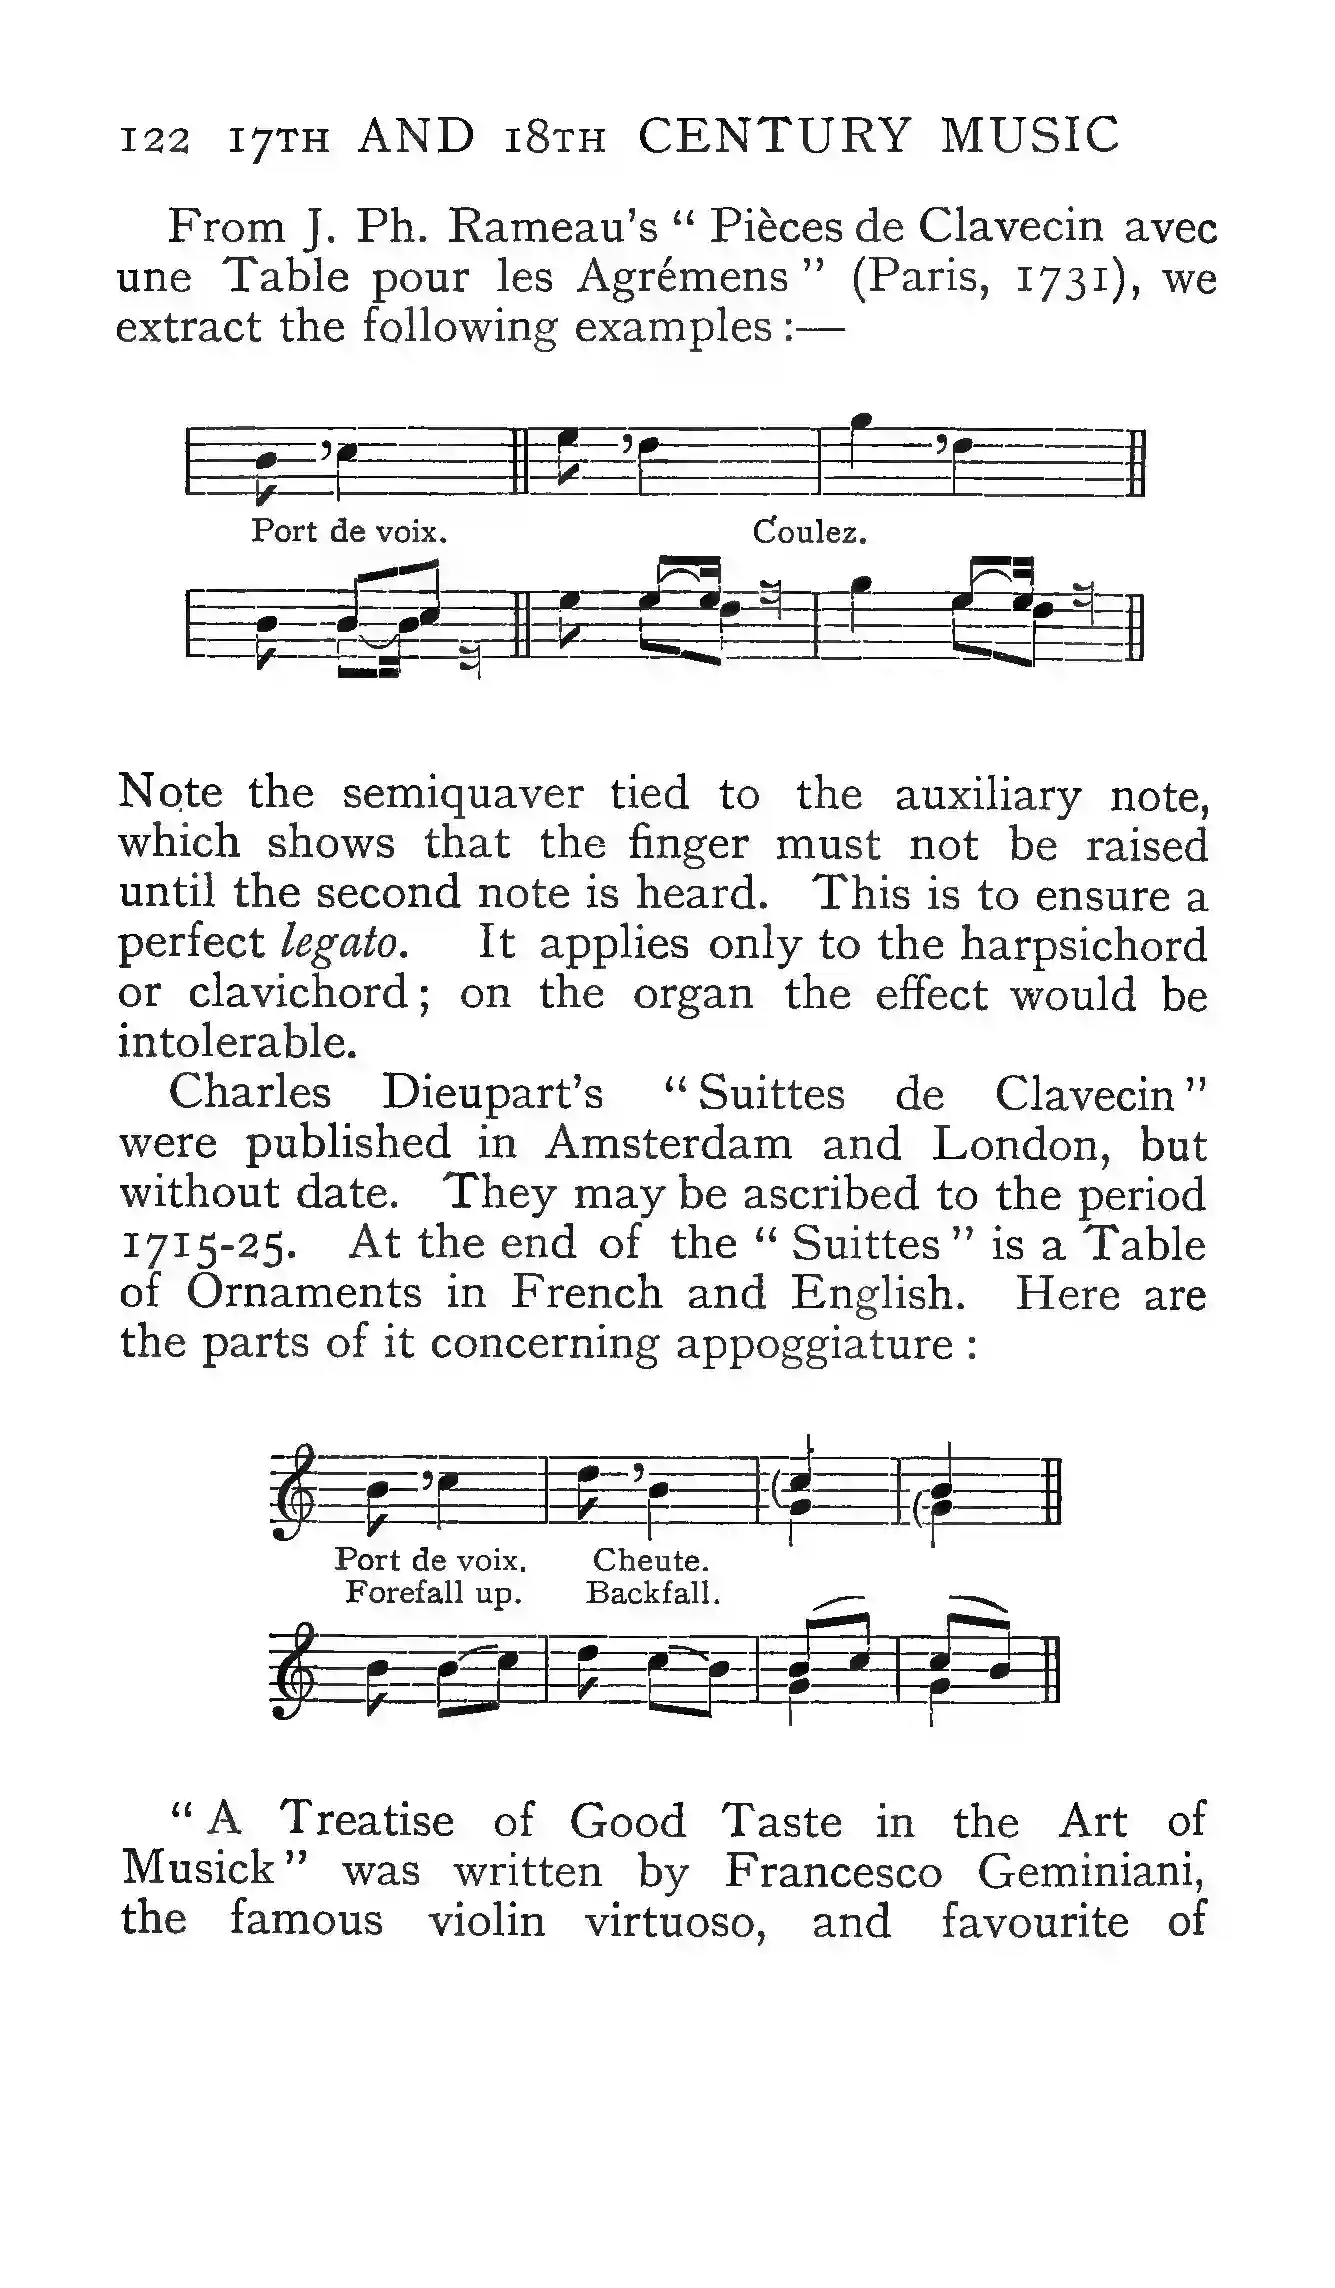 122 17TH AND 18TH CENTURY MUSIC
From J. Ph. Rameau's “ Pièces de Clavecin avec
une Table pour les Agrémens ” (Paris, 1731), we
extract the following examples :—
Port de voix. Coulez.
Note the semiquaver tied to the auxiliary note,
which shows that the finger must not be raised
until the second note is heard. This is to ensure a
perfect legato. It applies only to the harpsichord
or clavichord ; on the organ the effect would be
intolerable.
Charles Dieupart's “ Suittes de Clavecin ”
were published in Amsterdam and London, but
without date. They may be ascribed to the period
1715-25. At the end of the “ Suittes ” is a Table
of Ornaments in French and English. Here are
the parts of it concerning appoggiature :
Port de voix. Cheute.
Forefall up. Backfall.
“ A Treatise of Good Taste in the Art of
Musick ” was written by Francesco Geminiani,
the famous violin virtuoso, and favourite of